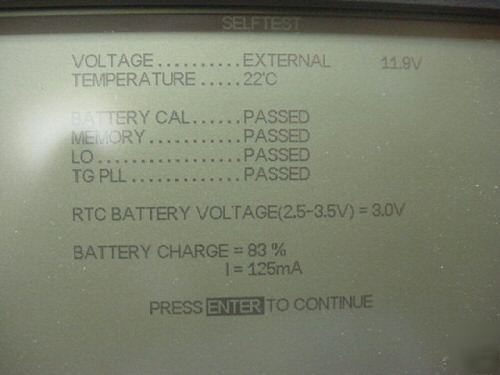 SELFTEST
VOLTAGE..........EXTERNAL 11.9V
TEMPERATURE.....22'C
BATTERY CAL......PASSED
MEMORY...........PASSED
LO..................PASSED
TG PLL.............PASSED
RTC BATTERY VOLTAGE(2.5-3.5V) = 3.0V
BATTERY CHARGE = 83 %
I = 125mA
PRESS ENTER TO CONTINUE